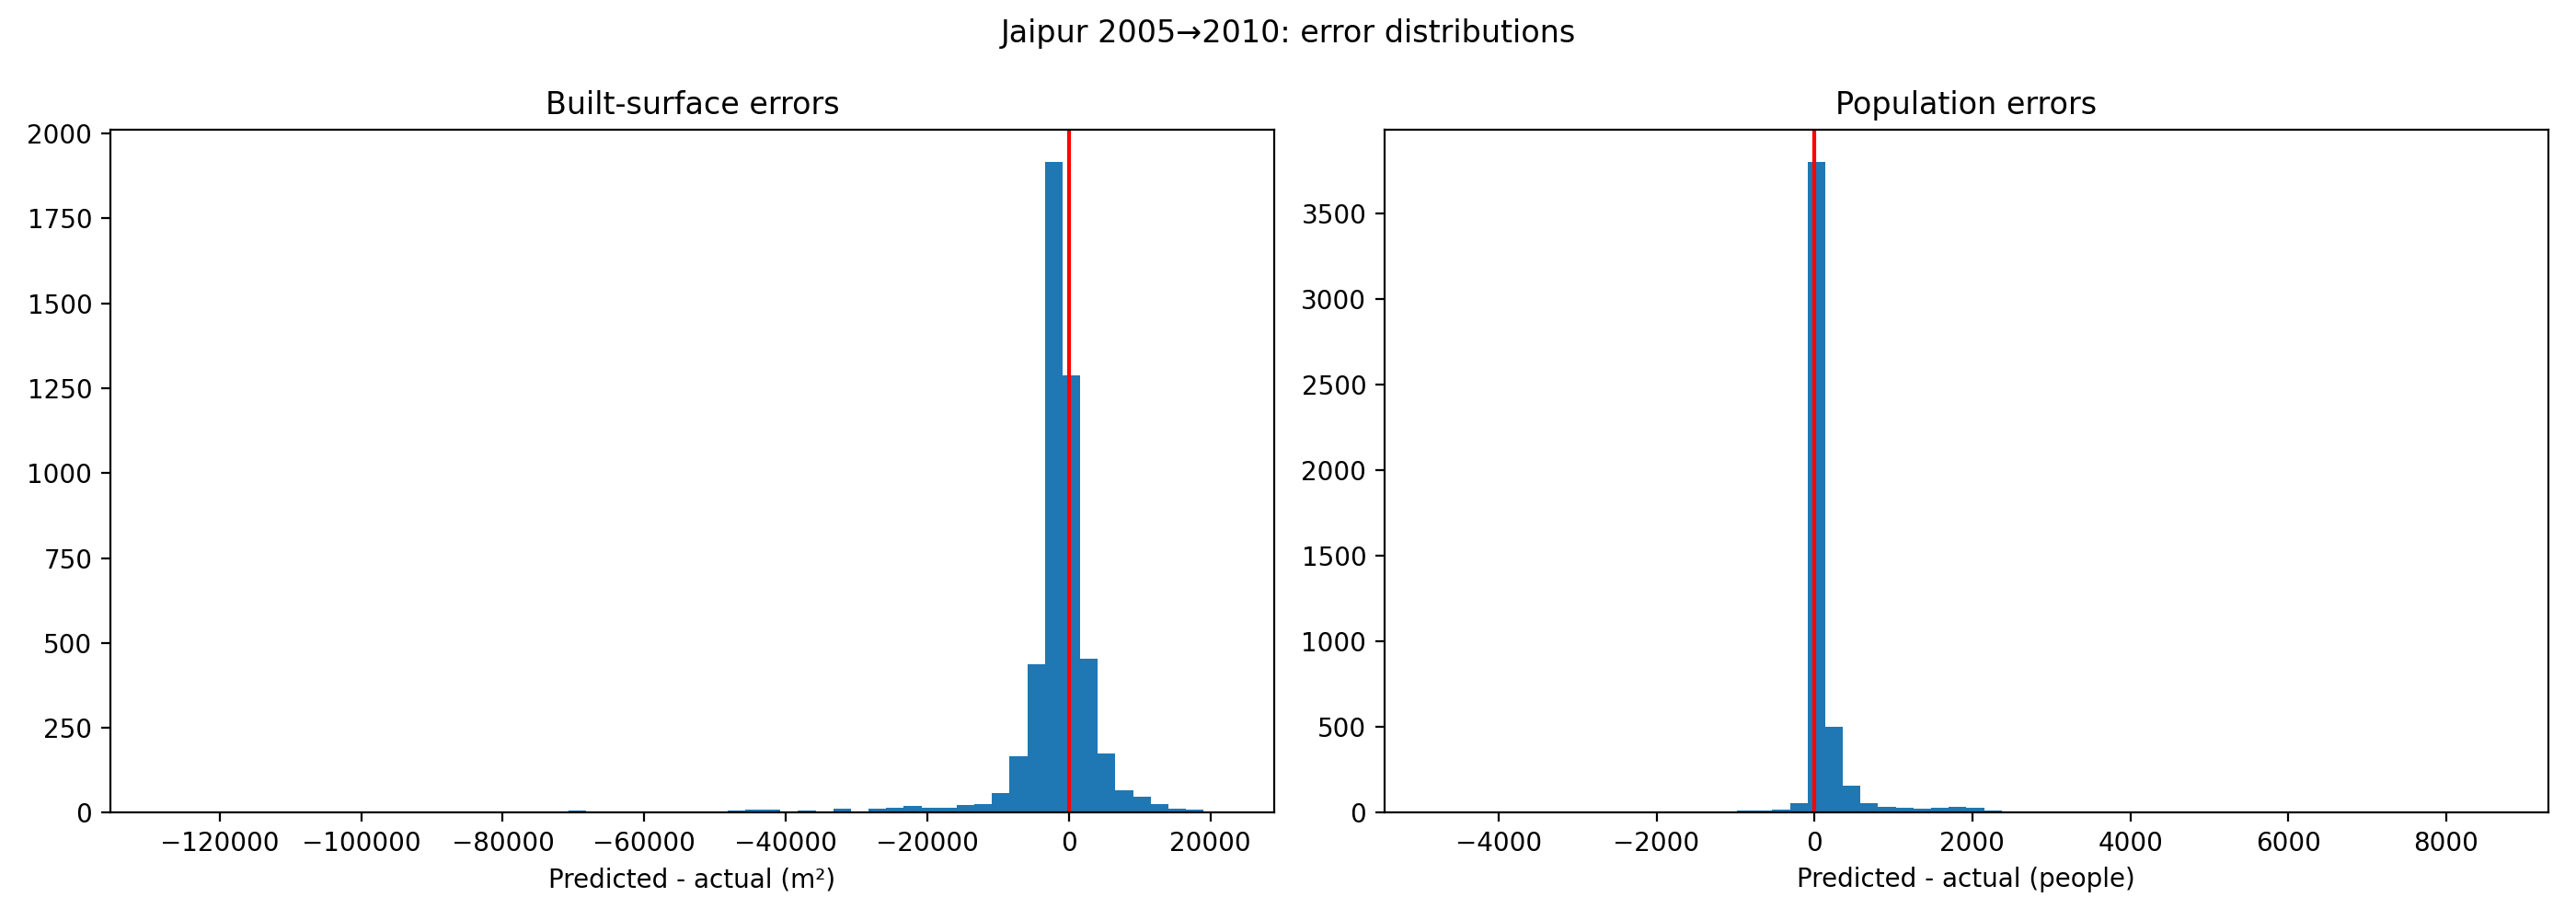 Jaipur 2005→2010: error distributions
Built-surface errors
2000
1750
1500
1250
1000
750
500
250
0
−120000 −100000 −80000 −60000 −40000 −20000 0 20000
Predicted - actual (m²)
Population errors
3500
3000
2500
2000
1500
1000
500
0
−4000 −2000 0 2000 4000 6000 8000
Predicted - actual (people)